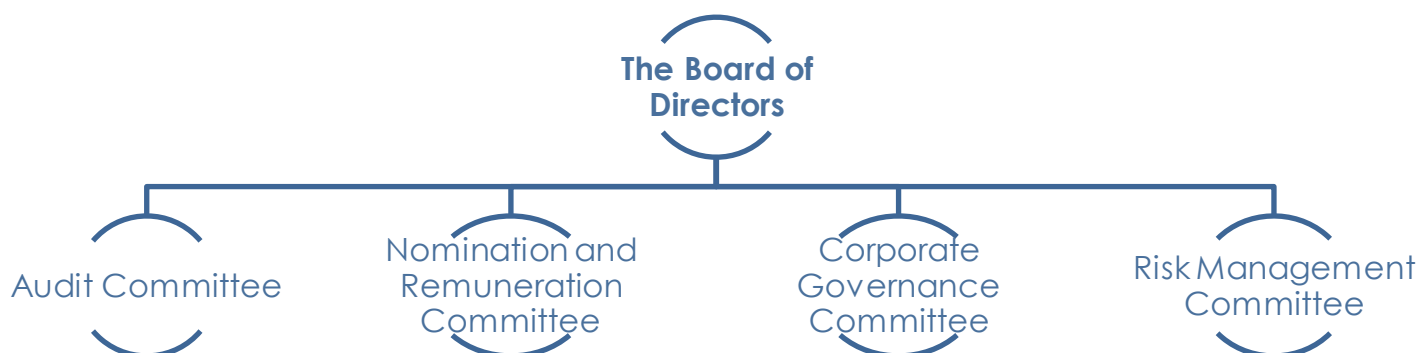 The Board of
Directors
Audit Committee
Nomination and
Remuneration
Committee
Corporate
Governance
Committee
Risk Management
Committee